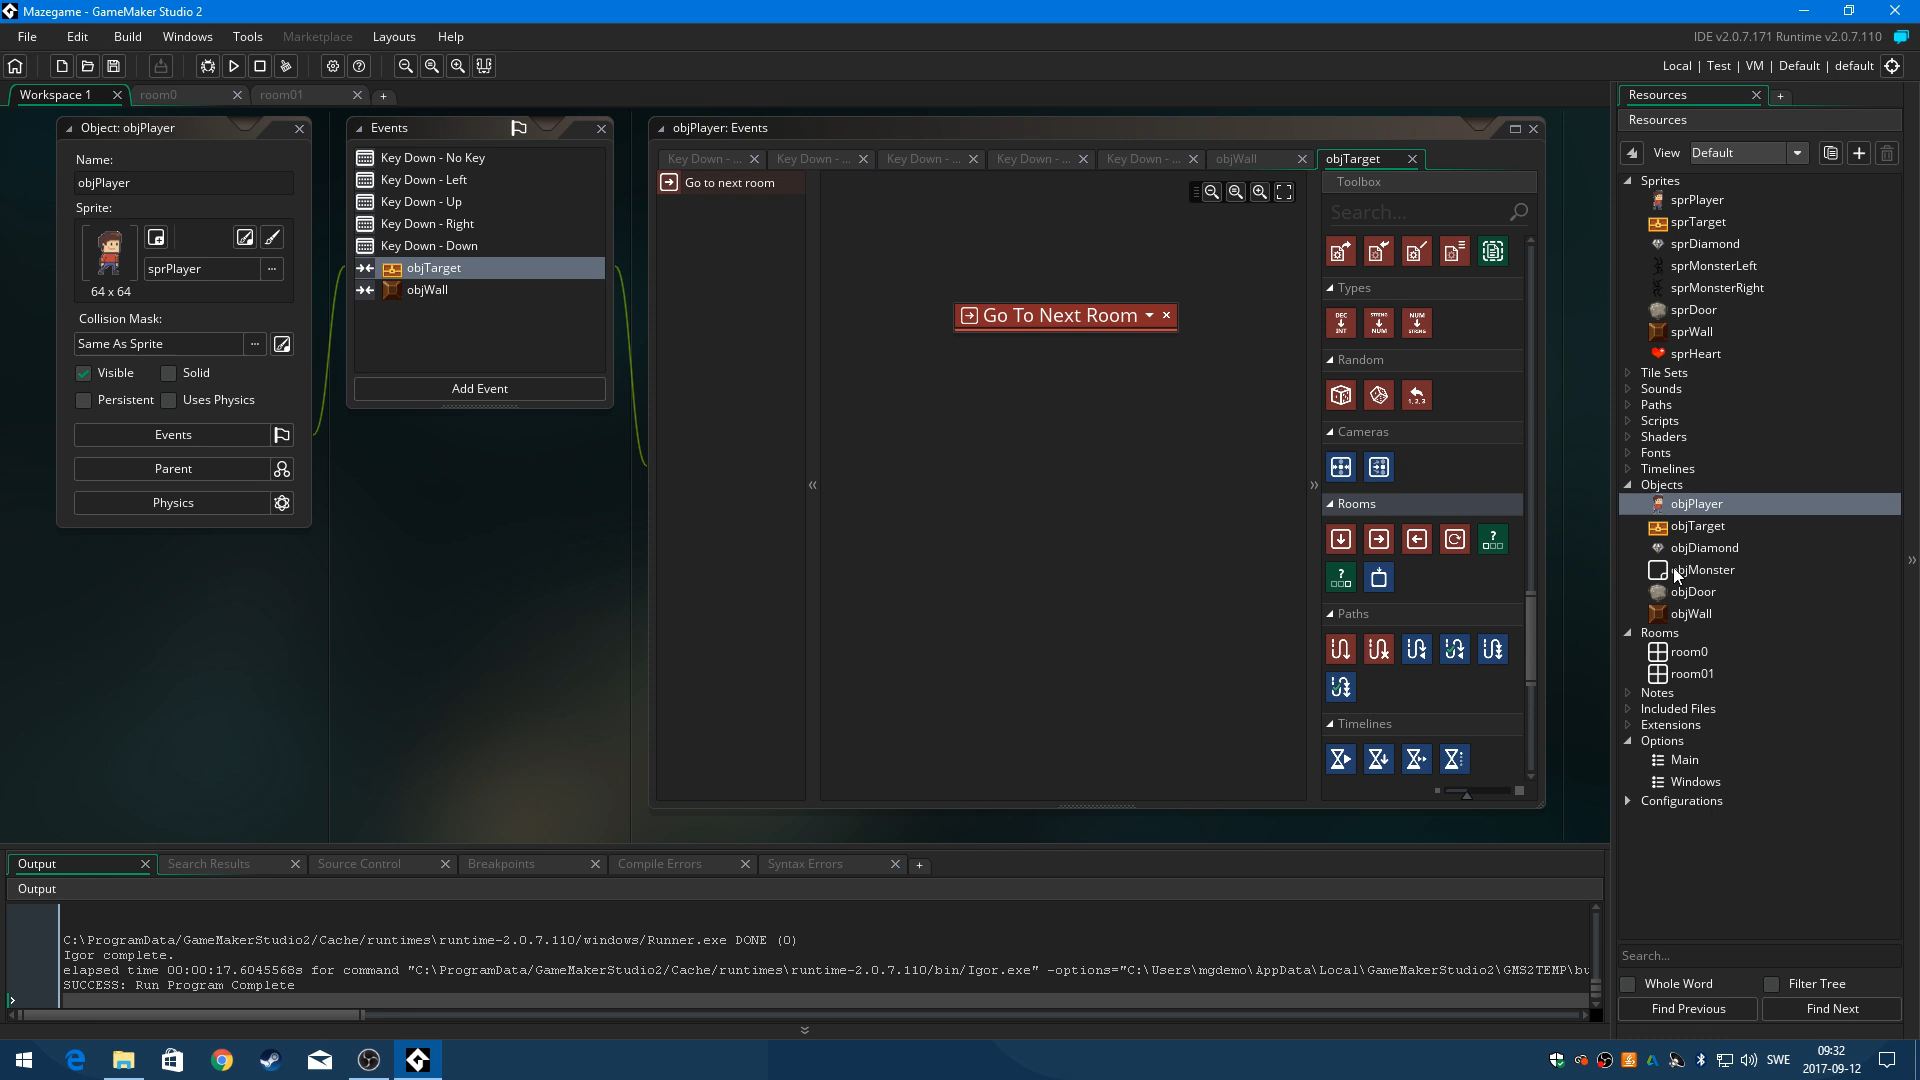 Mazegame - GameMaker Studio 2
File Edit Build Windows Tools Marketplace Layouts Help
IDE v2.0.7.171 Runtime v2.0.7.110
Local | Test | VM | Default | default
Workspace 1
room0
room01
Object: objPlayer
Name:
objPlayer
Sprite:
sprPlayer
64 x 64
Collision Mask:
Same As Sprite
Visible
Solid
Persistent
Uses Physics
Events
Parent
Physics
Events
Key Down - No Key
Key Down - Left
Key Down - Up
Key Down - Right
Key Down - Down
objTarget
objWall
Add Event
objPlayer: Events
Key Down - ...
Key Down - ...
Key Down - ...
Key Down - ...
Key Down - ...
objWall
objTarget
Go to next room
Go To Next Room
Toolbox
Search...
Types
DEC INT
STRING NUM
NUM STRING
Random
1, 2, 3
Cameras
Rooms
?
?
Paths
Timelines
Resources
Resources
View Default
Sprites
sprPlayer
sprTarget
sprDiamond
sprMonsterLeft
sprMonsterRight
sprDoor
sprWall
sprHeart
Tile Sets
Sounds
Paths
Scripts
Shaders
Fonts
Timelines
Objects
objPlayer
objTarget
objDiamond
objMonster
objDoor
objWall
Rooms
room0
room01
Notes
Included Files
Extensions
Options
Main
Windows
Configurations
Search...
Whole Word
Filter Tree
Find Previous
Find Next
Output
Search Results
Source Control
Breakpoints
Compile Errors
Syntax Errors
Output
C:\ProgramData/GameMakerStudio2/Cache/runtimes\runtime-2.0.7.110/windows/Runner.exe DONE (0)
Igor complete.
elapsed time 00:00:17.6045568s for command "C:\ProgramData/GameMakerStudio2/Cache/runtimes\runtime-2.0.7.110/bin/Igor.exe" -options="C:\Users\mgdemo\AppData\Local\GameMakerStudio2\GMS2TEMP\bu
SUCCESS: Run Program Complete
SWE
09:32
2017-09-12